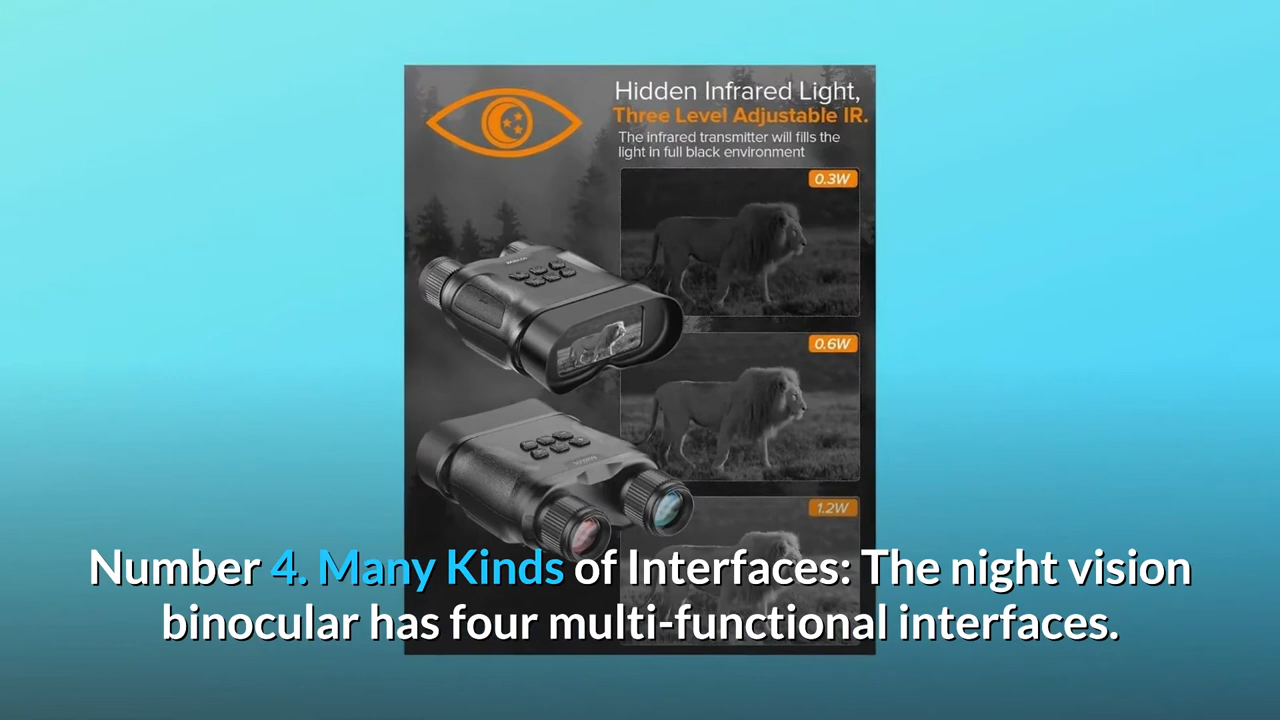 Hidden Infrared Light,
Three Level Adjustable IR.
The infrared transmitter will fills the
light in full black environment
0.3W
0.6W
1.2W
Number 4. Many Kinds of Interfaces: The night vision
binocular has four multi-functional interfaces.